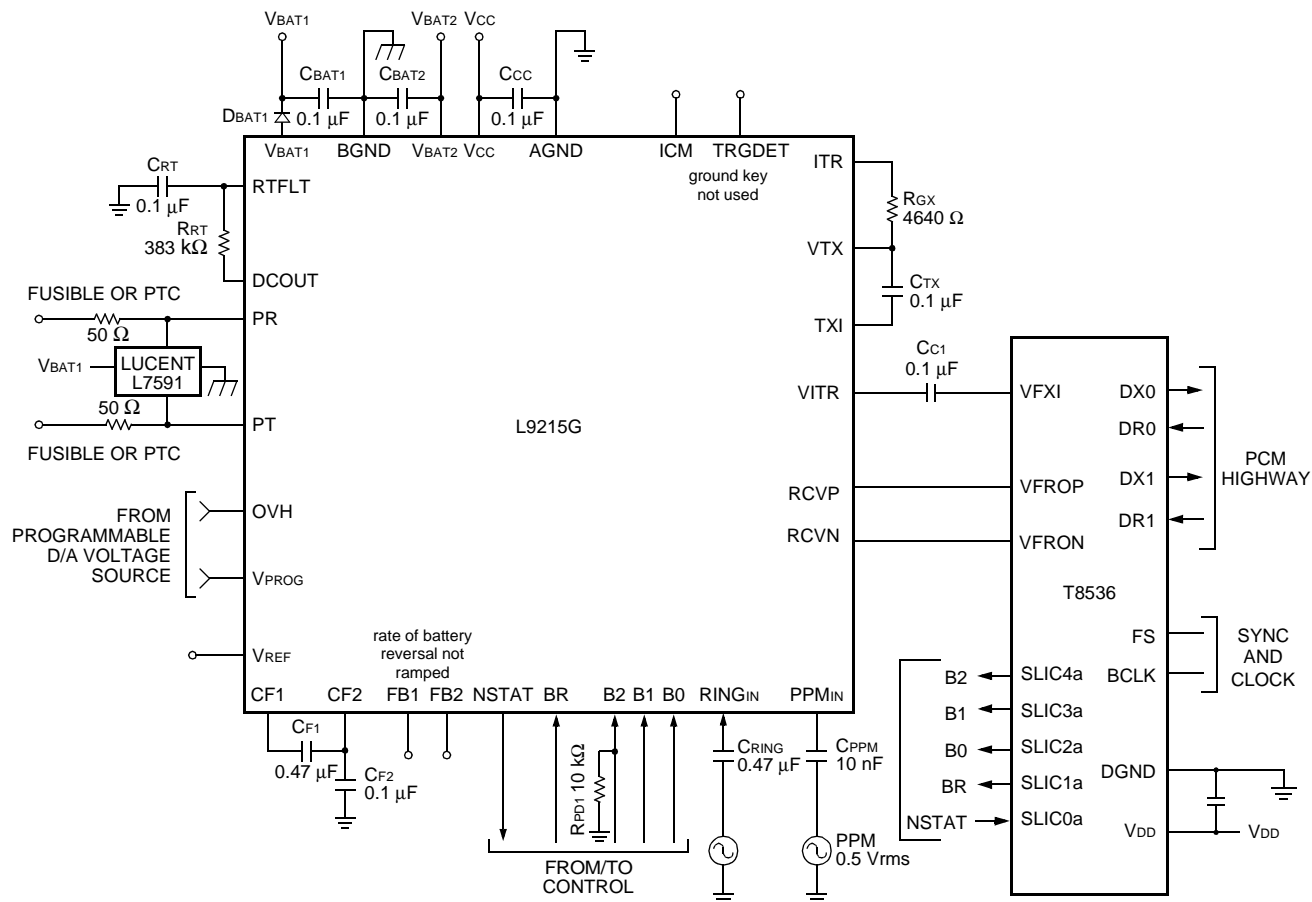 VBAT1
VBAT2
VCC
CBAT1
CBAT2
CCC
DBAT1
0.1 µF
0.1 µF
0.1 µF
VBAT1
BGND
VBAT2
VCC
AGND
ICM
TRGDET
ground key
not used
ITR
CRT
0.1 µF
RTFLT
RRT
383 kΩ
DCOUT
RGX
4640 Ω
VTX
CTX
0.1 µF
TXI
FUSIBLE OR PTC
50 Ω
PR
VBAT1
LUCENT
L7591
50 Ω
PT
FUSIBLE OR PTC
L9215G
VITR
CC1
0.1 µF
VFXI
DX0
DR0
PCM
HIGHWAY
DX1
DR1
RCVP
VFROP
RCVN
VFRON
FROM
PROGRAMMABLE
D/A VOLTAGE
SOURCE
OVH
VPROG
VREF
T8536
FS
BCLK
SYNC
AND
CLOCK
rate of battery
reversal not
ramped
CF1
CF2
FB1
FB2
NSTAT
BR
B2
B1
B0
RINGIN
PPMIN
CF1
0.47 µF
CF2
0.1 µF
RPD1 10 kΩ
CRING
0.47 µF
CPPM
10 nF
PPM
0.5 Vrms
FROM/TO
CONTROL
B2
SLIC4a
B1
SLIC3a
B0
SLIC2a
BR
SLIC1a
NSTAT
SLIC0a
DGND
VDD
VDD